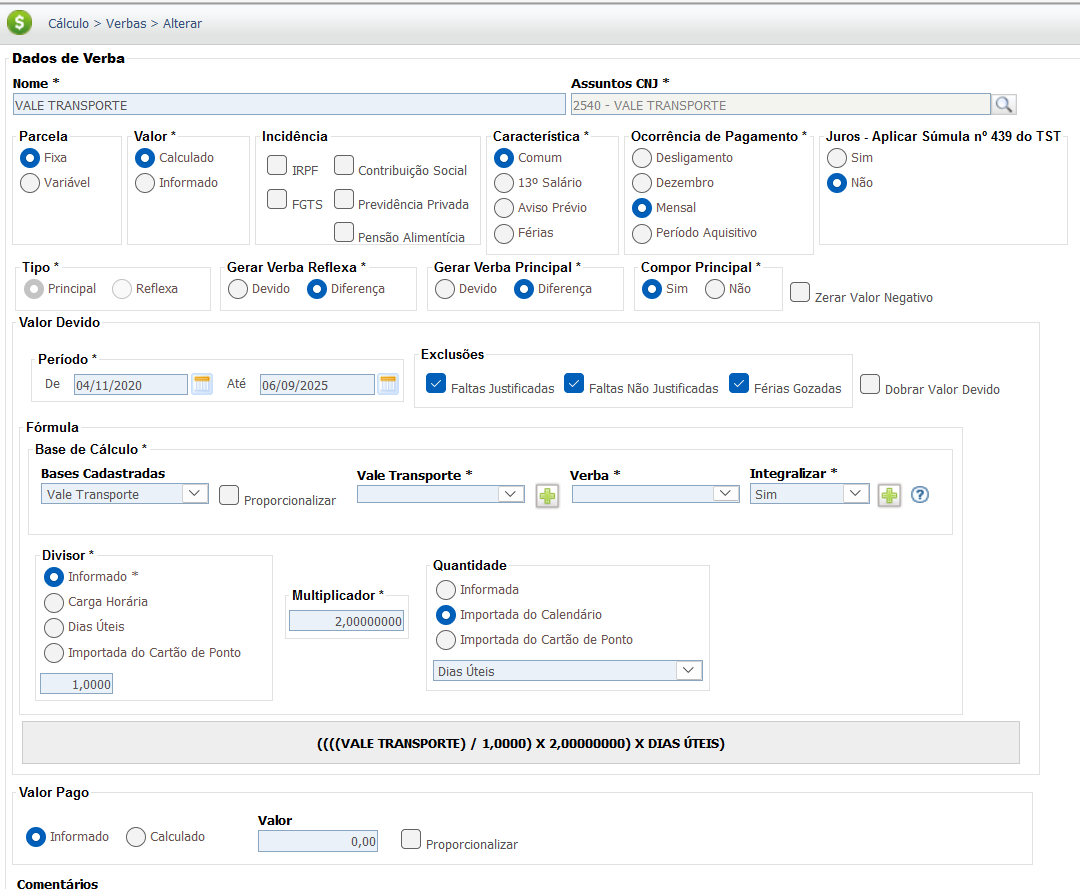 Cálculo > Verbas > Alterar
Dados de Verba
Nome *
Assuntos CNJ *
VALE TRANSPORTE
2540 - VALE TRANSPORTE
Parcela
Fixa
Variável
Valor *
Calculado
Informado
Incidência
IRPF
Contribuição Social
FGTS
Previdência Privada
Pensão Alimentícia
Característica *
Comum
13º Salário
Aviso Prévio
Férias
Ocorrência de Pagamento *
Desligamento
Dezembro
Mensal
Período Aquisitivo
Juros - Aplicar Súmula nº 439 do TST
Sim
Não
Tipo *
Principal
Reflexa
Gerar Verba Reflexa *
Devido
Diferença
Gerar Verba Principal *
Devido
Diferença
Compor Principal *
Sim
Não
Zerar Valor Negativo
Valor Devido
Período *
De
04/11/2020
Até
06/09/2025
Exclusões
Faltas Justificadas
Faltas Não Justificadas
Férias Gozadas
Dobrar Valor Devido
Fórmula
Base de Cálculo *
Bases Cadastradas
Vale Transporte
Proporcionalizar
Vale Transporte *
Verba *
Integralizar *
Sim
?
Divisor *
Informado *
Carga Horária
Dias Úteis
Importada do Cartão de Ponto
1,0000
Multiplicador *
2,00000000
Quantidade
Informada
Importada do Calendário
Importada do Cartão de Ponto
Dias Úteis
((((VALE TRANSPORTE) / 1,0000) X 2,00000000) X DIAS ÚTEIS)
Valor Pago
Informado
Calculado
Valor
0,00
Proporcionalizar
Comentários